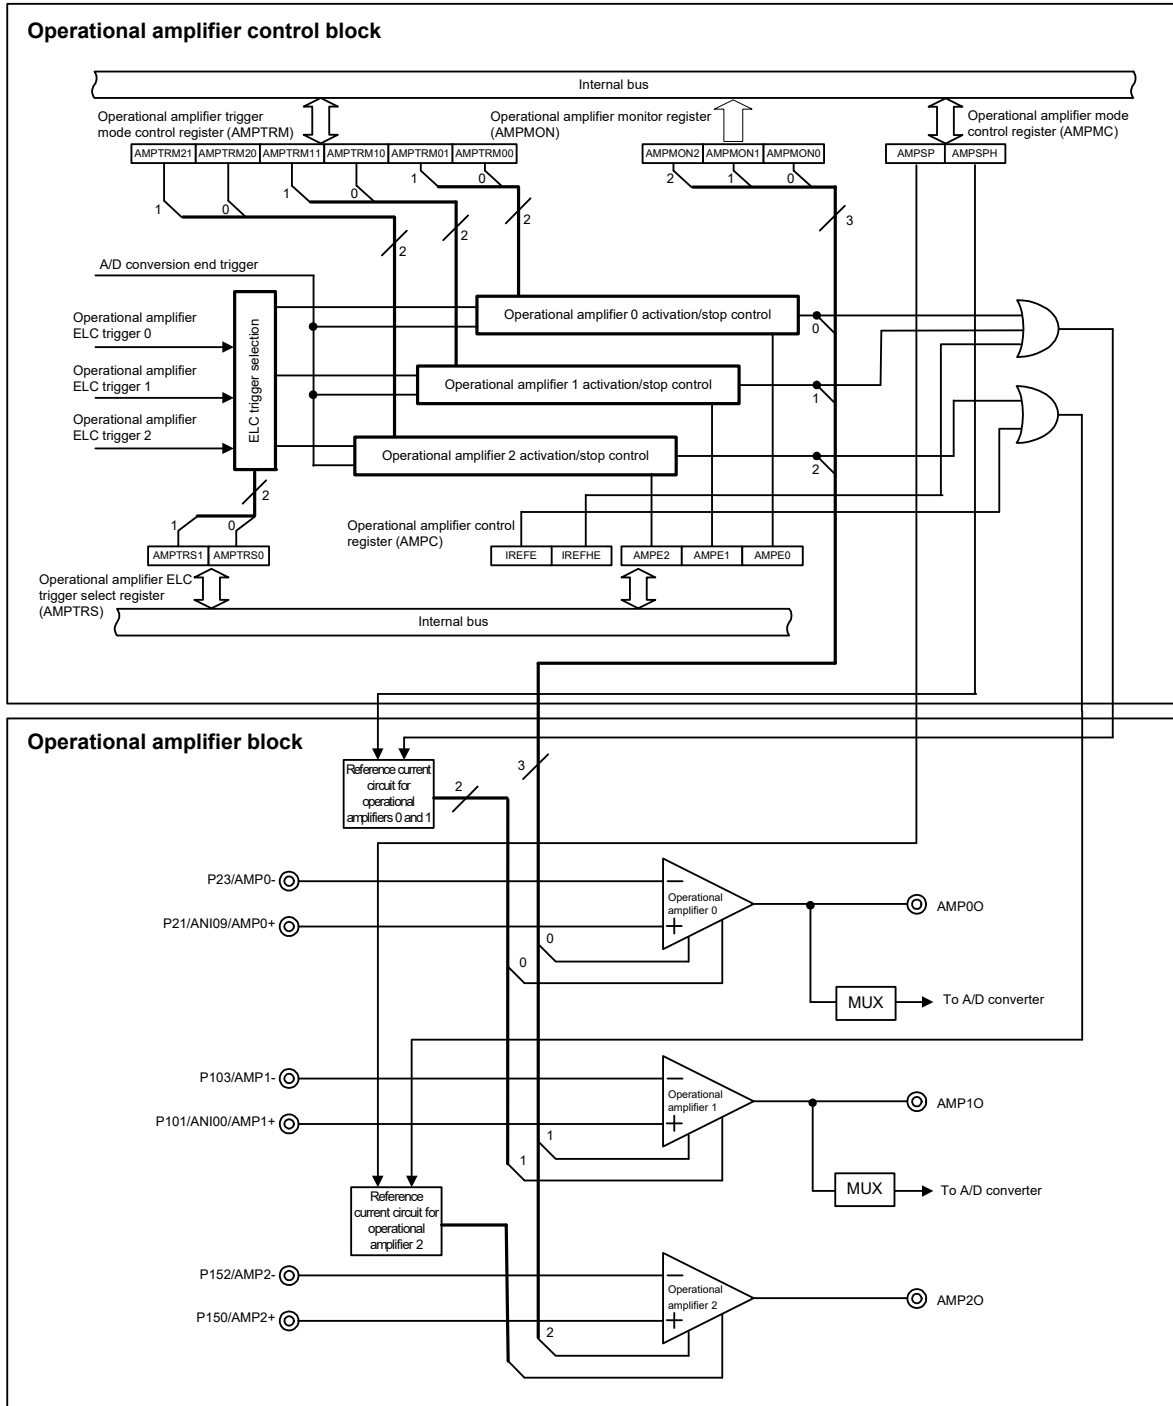 Operational amplifier control block
Internal bus
Operational amplifier trigger
mode control register (AMPTRM)
Operational amplifier monitor register
(AMPMON)
Operational amplifier mode
control register (AMPMC)
AMPTRM21 AMPTRM20 AMPTRM11 AMPTRM10 AMPTRM01 AMPTRM00
AMPMON2 AMPMON1 AMPMON0
AMPSP AMPSPH
1 0 1 0 1 0
2 1 0
2 2 2 3
A/D conversion end trigger
Operational amplifier
ELC trigger 0
Operational amplifier
ELC trigger 1
Operational amplifier
ELC trigger 2
ELC trigger selection
Operational amplifier 0 activation/stop control
0
Operational amplifier 1 activation/stop control
1
Operational amplifier 2 activation/stop control
2
2
1 0
AMPTRS1 AMPTRS0
Operational amplifier ELC
trigger select register
(AMPTRS)
Operational amplifier control
register (AMPC)
IREFE IREFHE AMPE2 AMPE1 AMPE0
Internal bus
Operational amplifier block
Reference current
circuit for
operational
amplifiers 0 and 1
2
3
P23/AMP0-
P21/ANI09/AMP0+
Operational
amplifier 0
0
0
AMP0O
MUX
To A/D converter
P103/AMP1-
P101/ANI00/AMP1+
Operational
amplifier 1
1
1
AMP1O
MUX
To A/D converter
Reference
current circuit for
operational
amplifier 2
P152/AMP2-
P150/AMP2+
Operational
amplifier 2
2
AMP2O